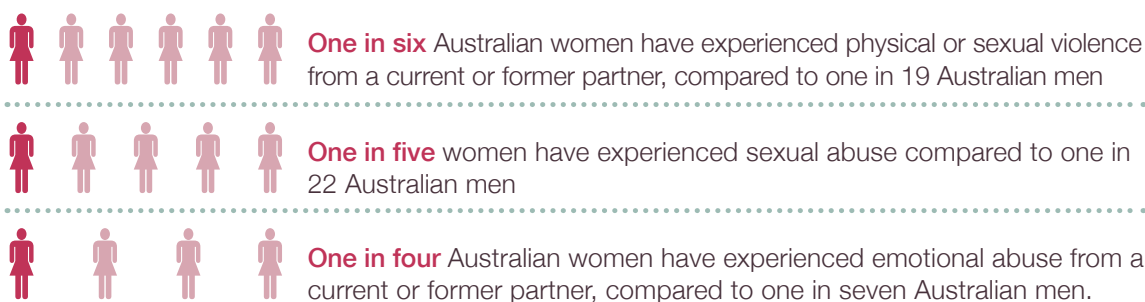 One in six Australian women have experienced physical or sexual violence
from a current or former partner, compared to one in 19 Australian men
One in five women have experienced sexual abuse compared to one in
22 Australian men
One in four Australian women have experienced emotional abuse from a
current or former partner, compared to one in seven Australian men.